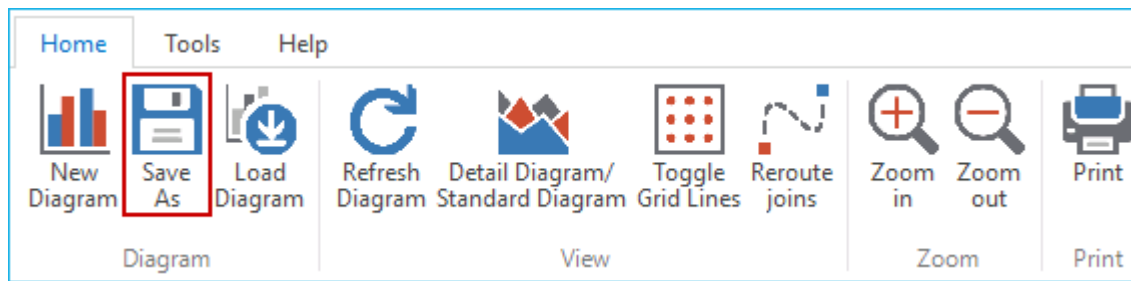 Home Tools Help
New Diagram
Save As
Load Diagram
Refresh Diagram
Detail Diagram/
Standard Diagram
Toggle Grid Lines
Reroute joins
Zoom in
Zoom out
Print
Diagram View Zoom Print